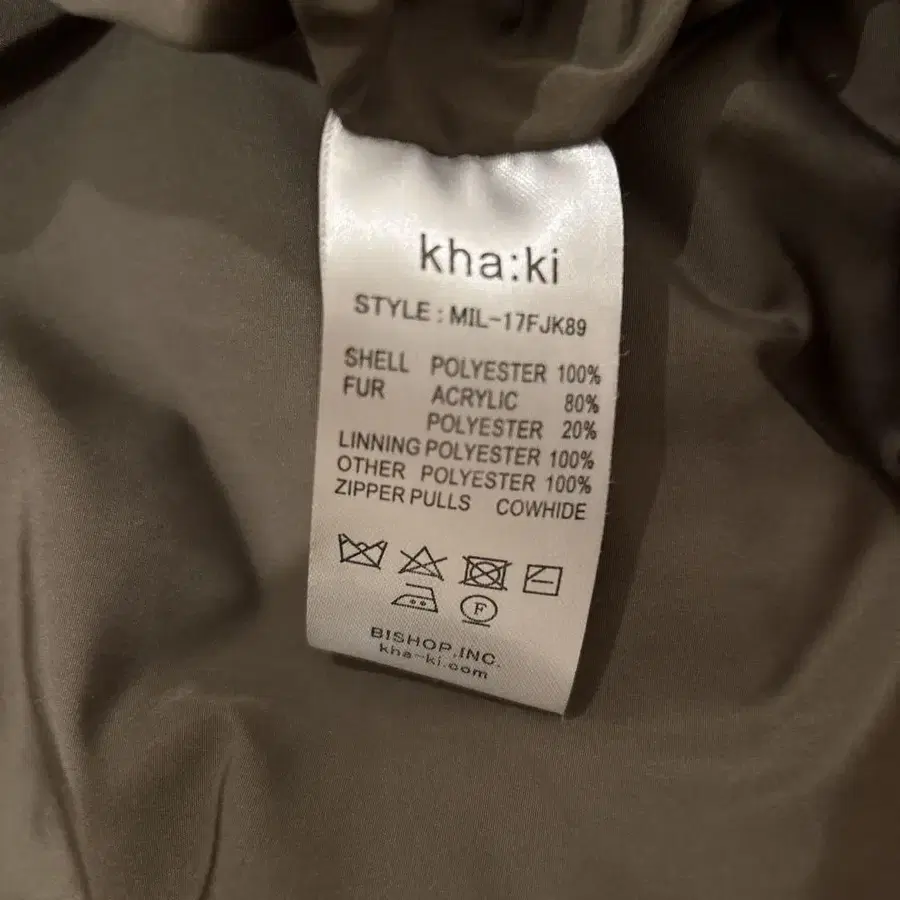 kha:ki
STYLE : MIL-17FJK89
SHELL POLYESTER 100%
FUR ACRYLIC 80%
POLYESTER 20%
LINNING POLYESTER 100%
OTHER POLYESTER 100%
ZIPPER PULLS COWHIDE
F
BISHOP,INC.
kha-ki.com